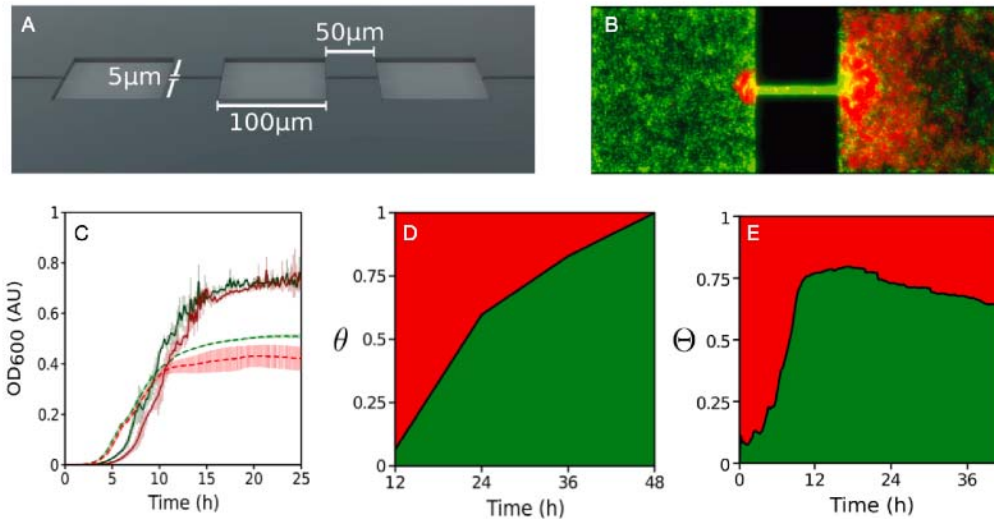 A
50μm
5μm
100μm
B
C
OD600 (AU)
1
0.8
0.6
0.4
0.2
0
0 5 10 15 20 25
Time (h)
D
θ
1
0.75
0.5
0.25
0
12 24 36 48
Time (h)
E
Θ
1
0.75
0.5
0.25
0
0 12 24 36
Time (h)